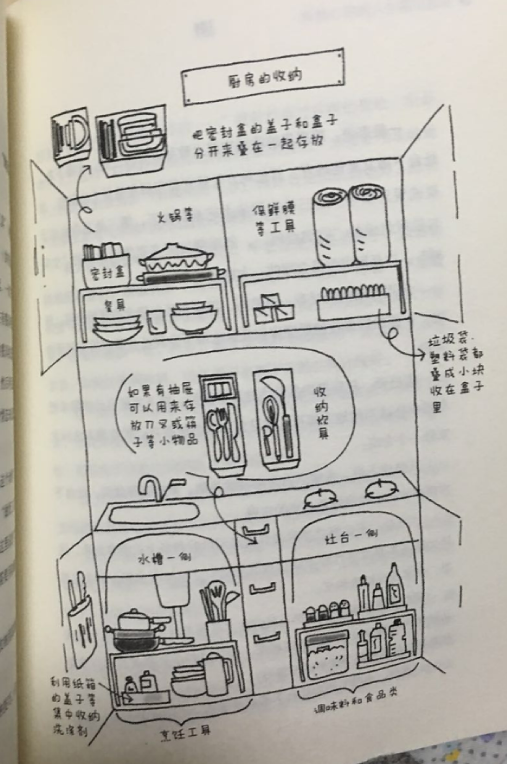 厨房的收纳
把密封盒的盖子和盒子
分开来叠在一起存放
火锅等
保鲜膜
等工具
密封盒
皇具
垃圾袋、
塑料袋都
叠成小块
收在盒子
里
如果有抽屉
可以用来存
放刀叉或筷
子等小物品
收纳炊具
水槽一侧
灶台一侧
利用纸箱
的盖子等
集中收纳
洗涤剂
烹饪工具
调味料和食品类